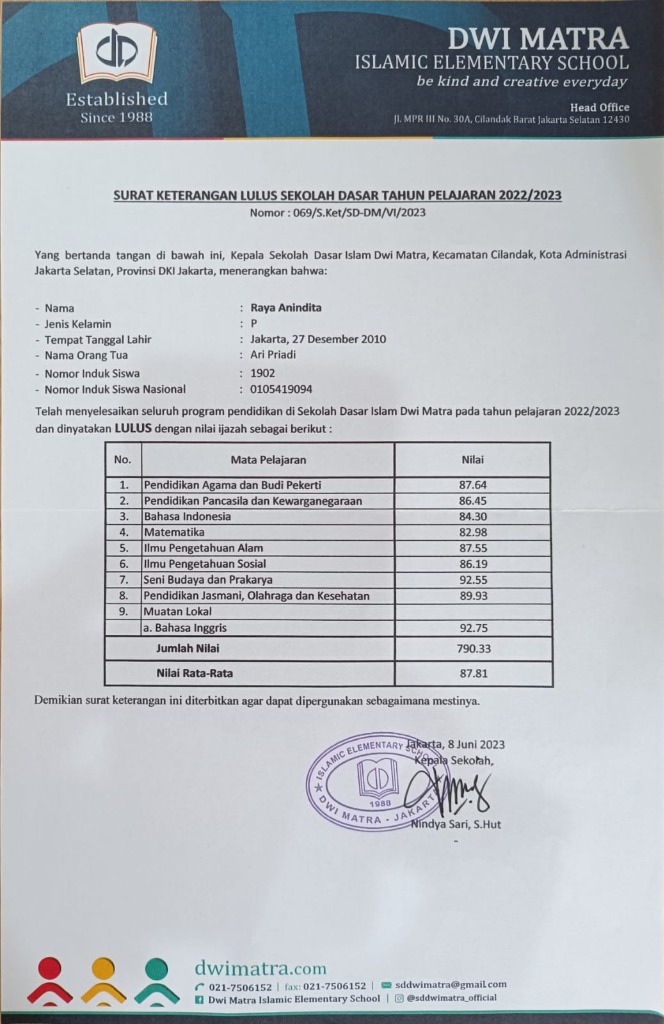 DWI MATRA
ISLAMIC ELEMENTARY SCHOOL
be kind and creative everyday
Established
Since 1988
Head Office
Jl. MPR III No. 30A, Cilandak Barat Jakarta Selatan 12430
SURAT KETERANGAN LULUS SEKOLAH DASAR TAHUN PELAJARAN 2022/2023
Nomor : 069/S.Ket/SD-DM/VI/2023
Yang bertanda tangan di bawah ini, Kepala Sekolah Dasar Islam Dwi Matra, Kecamatan Cilandak, Kota Administrasi
Jakarta Selatan, Provinsi DKI Jakarta, menerangkan bahwa:
- Nama : Raya Anindita
- Jenis Kelamin : P
- Tempat Tanggal Lahir : Jakarta, 27 Desember 2010
- Nama Orang Tua : Ari Priadi
- Nomor Induk Siswa : 1902
- Nomor Induk Siswa Nasional : 0105419094
Telah menyelesaikan seluruh program pendidikan di Sekolah Dasar Islam Dwi Matra pada tahun pelajaran 2022/2023
dan dinyatakan LULUS dengan nilai ijazah sebagai berikut :
No. Mata Pelajaran Nilai
1. Pendidikan Agama dan Budi Pekerti 87.64
2. Pendidikan Pancasila dan Kewarganegaraan 86.45
3. Bahasa Indonesia 84.30
4. Matematika 82.98
5. Ilmu Pengetahuan Alam 87.55
6. Ilmu Pengetahuan Sosial 86.19
7. Seni Budaya dan Prakarya 92.55
8. Pendidikan Jasmani, Olahraga dan Kesehatan 89.93
9. Muatan Lokal
a. Bahasa Inggris 92.75
Jumlah Nilai 790.33
Nilai Rata-Rata 87.81
Demikian surat keterangan ini diterbitkan agar dapat dipergunakan sebagaimana mestinya.
Jakarta, 8 Juni 2023
Kepala Sekolah,
ISLAMIC ELEMENTARY SCHOOL
1988
DWI MATRA - JAKARTA
Nindya Sari, S.Hut
-
dwimatra.com
021-7506152 | fax: 021-7506152 | sddwimatra@gmail.com
Dwi Matra Islamic Elementary School | @sddwimatra_official